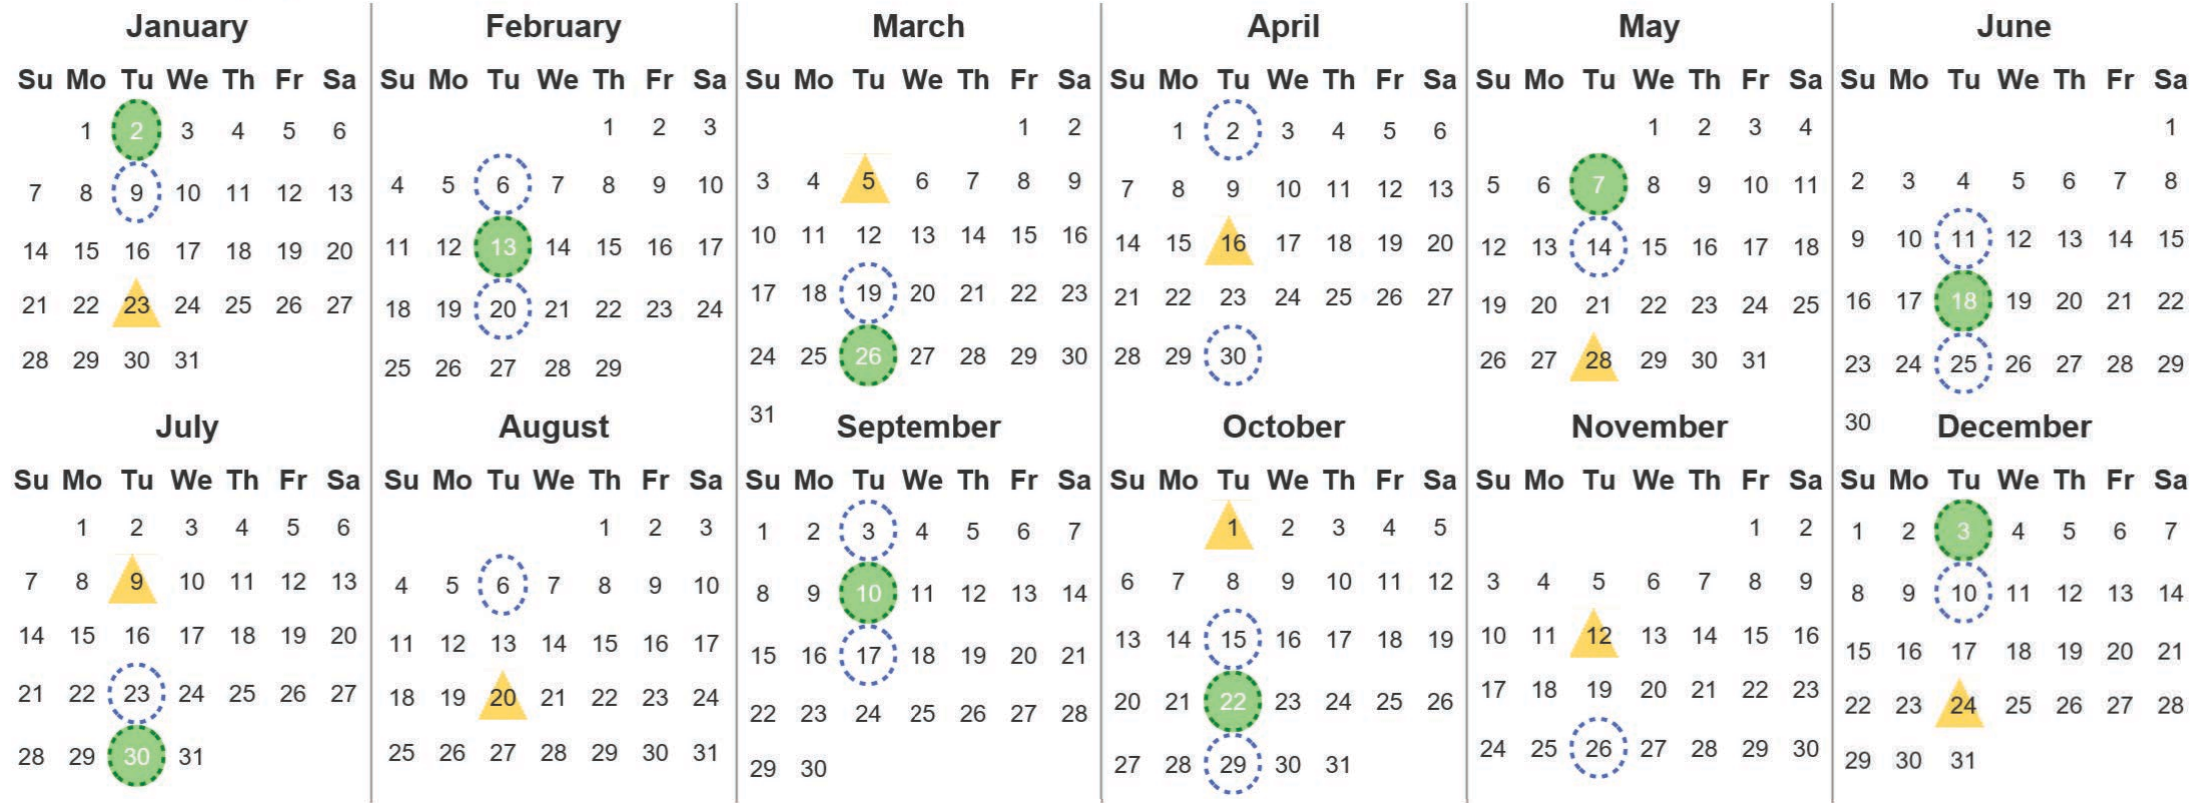 January February March April May June
Su Mo Tu We Th Fr Sa Su Mo Tu We Th Fr Sa Su Mo Tu We Th Fr Sa Su Mo Tu We Th Fr Sa Su Mo Tu We Th Fr Sa Su Mo Tu We Th Fr Sa
1 2 3 4 5 6 1 2 3 1 2 1 2 3 4 5 6 1 2 3 4 1
7 8 9 10 11 12 13 4 5 6 7 8 9 10 3 4 5 6 7 8 9 7 8 9 10 11 12 13 5 6 7 8 9 10 11 2 3 4 5 6 7 8
14 15 16 17 18 19 20 11 12 13 14 15 16 17 10 11 12 13 14 15 16 14 15 16 17 18 19 20 12 13 14 15 16 17 18 9 10 11 12 13 14 15
21 22 23 24 25 26 27 18 19 20 21 22 23 24 17 18 19 20 21 22 23 21 22 23 24 25 26 27 19 20 21 22 23 24 25 16 17 18 19 20 21 22
28 29 30 31 25 26 27 28 29 24 25 26 27 28 29 30 28 29 30 26 27 28 29 30 31 23 24 25 26 27 28 29
31 30
July August September October November December
Su Mo Tu We Th Fr Sa Su Mo Tu We Th Fr Sa Su Mo Tu We Th Fr Sa Su Mo Tu We Th Fr Sa Su Mo Tu We Th Fr Sa Su Mo Tu We Th Fr Sa
1 2 3 4 5 6 1 2 3 1 2 3 4 5 6 7 1 2 3 4 5 1 2 1 2 3 4 5 6 7
7 8 9 10 11 12 13 4 5 6 7 8 9 10 8 9 10 11 12 13 14 6 7 8 9 10 11 12 3 4 5 6 7 8 9 8 9 10 11 12 13 14
14 15 16 17 18 19 20 11 12 13 14 15 16 17 15 16 17 18 19 20 21 13 14 15 16 17 18 19 10 11 12 13 14 15 16 15 16 17 18 19 20 21
21 22 23 24 25 26 27 18 19 20 21 22 23 24 22 23 24 25 26 27 28 20 21 22 23 24 25 26 17 18 19 20 21 22 23 22 23 24 25 26 27 28
28 29 30 31 25 26 27 28 29 30 31 29 30 27 28 29 30 31 24 25 26 27 28 29 30 29 30 31